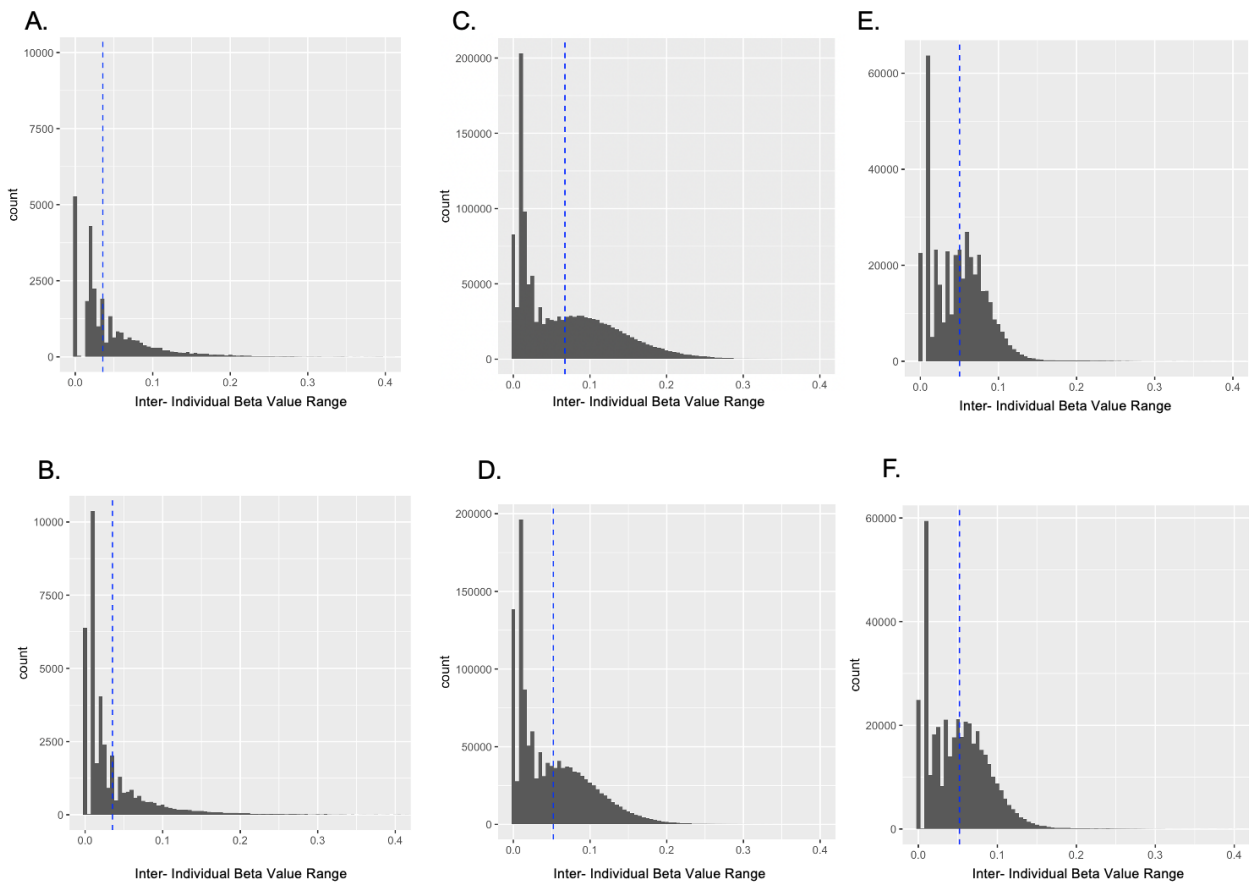 A.
10000
7500
5000
2500
0
count
0.0 0.1 0.2 0.3 0.4
Inter- Individual Beta Value Range
C.
200000
150000
100000
50000
0
count
0.0 0.1 0.2 0.3 0.4
Inter- Individual Beta Value Range
E.
60000
40000
20000
0
count
0.0 0.1 0.2 0.3 0.4
Inter- Individual Beta Value Range
B.
10000
7500
5000
2500
0
count
0.0 0.1 0.2 0.3 0.4
Inter- Individual Beta Value Range
D.
200000
150000
100000
50000
0
count
0.0 0.1 0.2 0.3 0.4
Inter- Individual Beta Value Range
F.
60000
40000
20000
0
count
0.0 0.1 0.2 0.3 0.4
Inter- Individual Beta Value Range